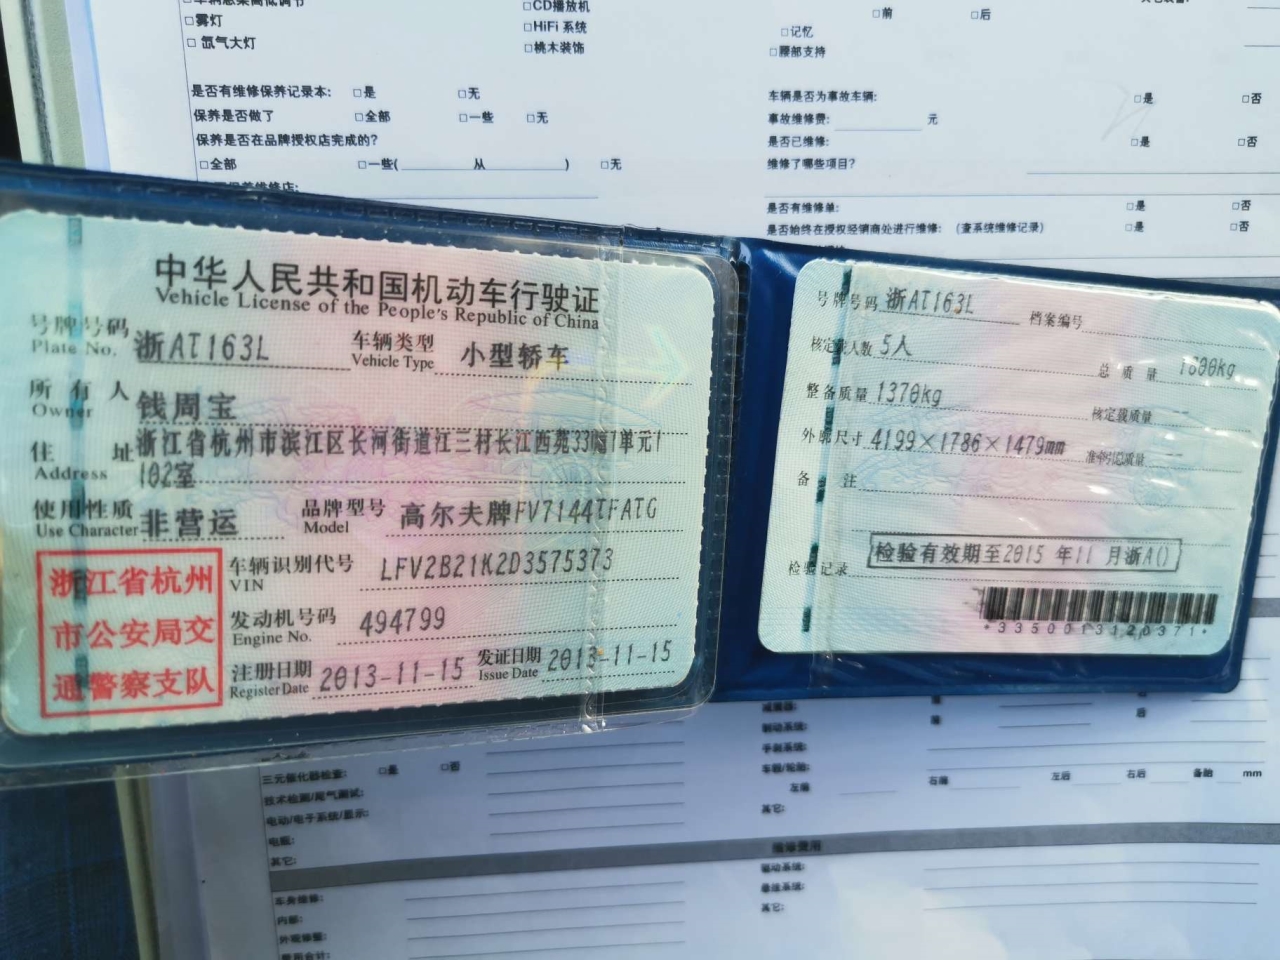 □雾灯
□ 氙气大灯
□CD播放机
□HiFi 系统
□桃木装饰
□前 □后
□记忆
□腰部支持
是否有维修保养记录本: □是 □无
保养是否做了 □全部 □一些 □无
保养是否在品牌授权店完成的?
□全部 □一些( 从 ) □无
车辆是否为事故车辆: □是 □否
事故维修费: 元
是否已维修: □是 □否
维修了哪些项目?
是否有维修单: □是 □否
是否始终在授权经销商处进行维修: (查系统维修记录) □是 □否
中华人民共和国机动车行驶证
Vehicle License of the People's Republic of China
号牌号码 浙AT163L 车辆类型 小型轿车
Plate No. Vehicle Type
所有人 钱周宝
Owner
住址 浙江省杭州市滨江区长河街道江三村长江西苑33幢1单元1
Address 102室
使用性质 非营运 品牌型号 高尔夫牌FV7144TFATG
Use Character Model
浙江省杭州
市公安局交
通警察支队
车辆识别代号 LFV2B21K2D3575373
VIN
发动机号码 494799
Engine No.
注册日期 2013-11-15 发证日期 2013-11-15
Register Date Issue Date
号牌号码 浙AT163L 档案编号
核定载人数 5人 总质量
整备质量 1370kg 核定载质量 --
外廓尺寸 4199×1786×1479mm 准牵引总质量 --
备注
检验记录 检验有效期至2015 年11 月浙A()
*3350013120371*
制动系统:
手刹系统:
车辆/轮胎:
左后 右后 备胎 mm
其它:
三元催化器检查: □是 □否
技术检测/尾气测试:
电动/电子系统/显示:
电瓶:
其它:
维修费用
车身维修:
内部:
外观修整:
驱动系统:
悬挂系统:
其它: